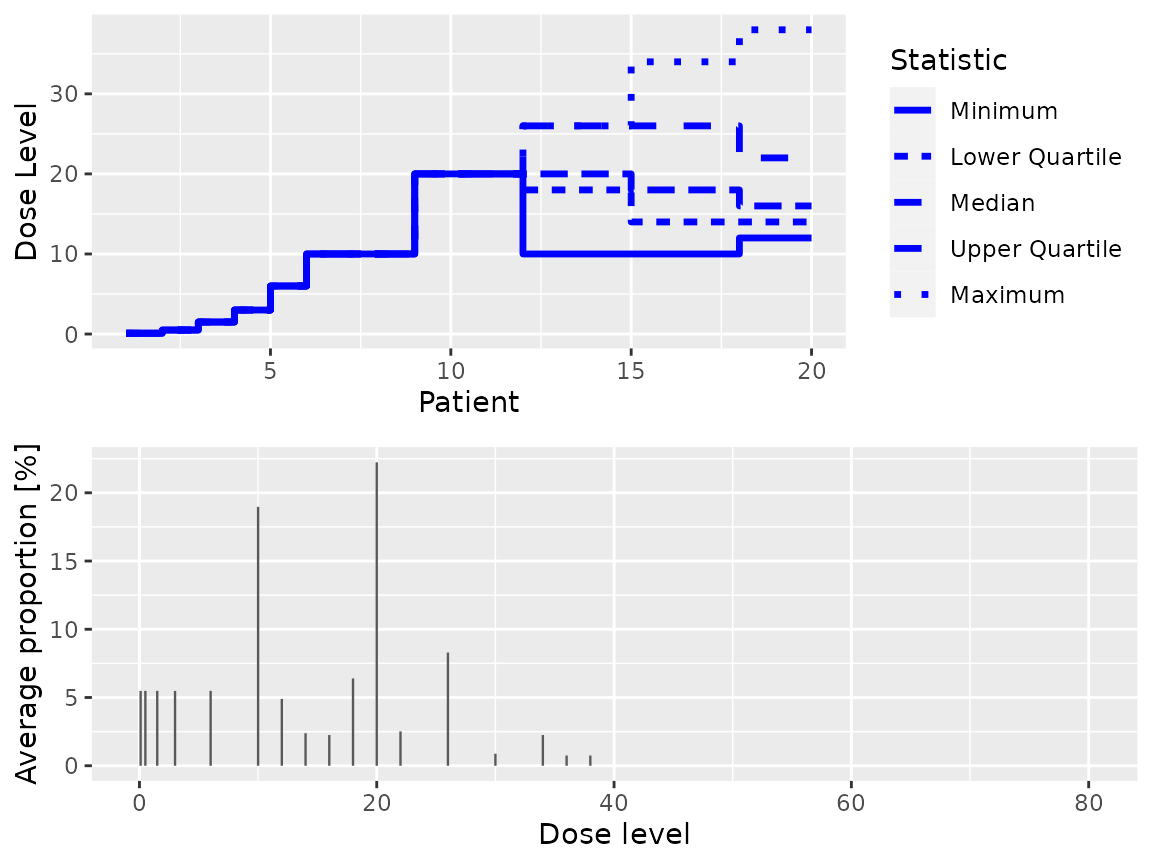 Dose Level
30
20
10
0
5
10
15
20
Patient
Statistic
Minimum
Lower Quartile
Median
Upper Quartile
Maximum
Average proportion [%]
20
15
10
5
0
0
20
40
60
80
Dose level